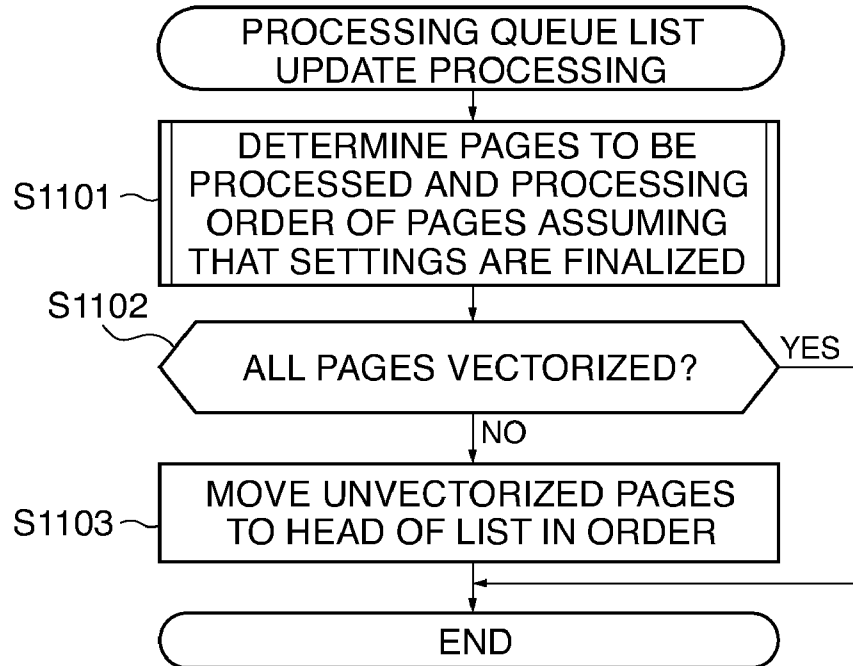 PROCESSING QUEUE LIST
UPDATE PROCESSING
S1101
DETERMINE PAGES TO BE
PROCESSED AND PROCESSING
ORDER OF PAGES ASSUMING
THAT SETTINGS ARE FINALIZED
S1102
ALL PAGES VECTORIZED?
YES
NO
S1103
MOVE UNVECTORIZED PAGES
TO HEAD OF LIST IN ORDER
END